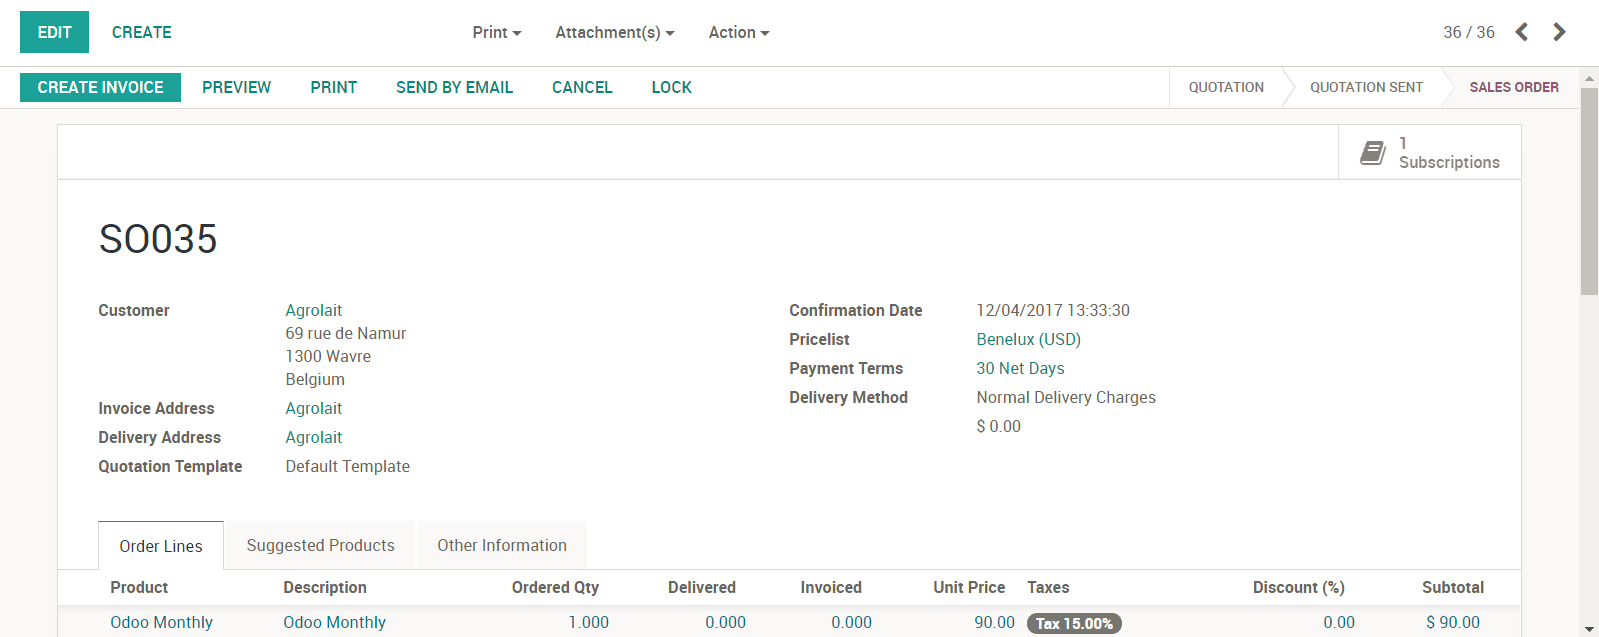 EDIT CREATE Print Attachment(s) Action 36 / 36
CREATE INVOICE PREVIEW PRINT SEND BY EMAIL CANCEL LOCK QUOTATION QUOTATION SENT SALES ORDER
1
Subscriptions
SO035
Customer Agrolait Confirmation Date 12/04/2017 13:33:30
69 rue de Namur Pricelist Benelux (USD)
1300 Wavre Payment Terms 30 Net Days
Belgium Delivery Method Normal Delivery Charges
Invoice Address Agrolait $ 0.00
Delivery Address Agrolait
Quotation Template Default Template
Order Lines Suggested Products Other Information
Product Description Ordered Qty Delivered Invoiced Unit Price Taxes Discount (%) Subtotal
Odoo Monthly Odoo Monthly 1.000 0.000 0.000 90.00 Tax 15.00% 0.00 $ 90.00